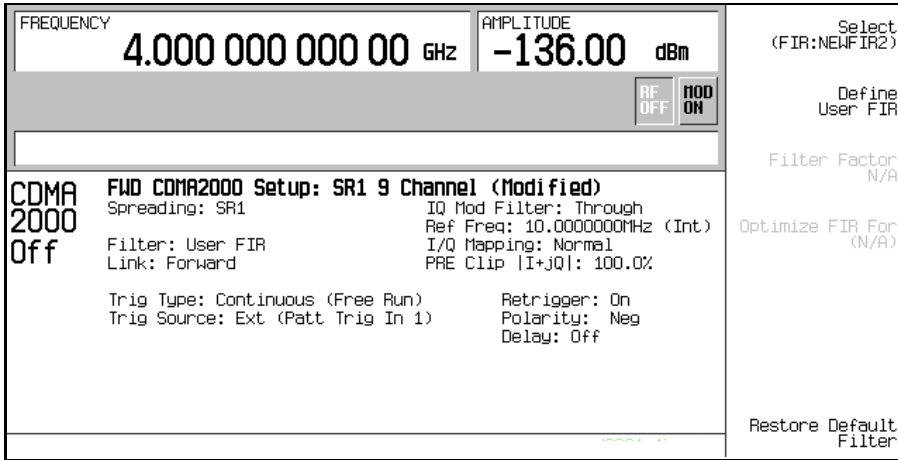 FREQUENCY
4.000 000 000 00 GHz
AMPLITUDE
-136.00 dBm
RF OFF
MOD ON
CDMA 2000 Off
FWD CDMA2000 Setup: SR1 9 Channel (Modified)
Spreading: SR1
IQ Mod Filter: Through
Ref Freq: 10.0000000MHz (Int)
Filter: User FIR
I/Q Mapping: Normal
Link: Forward
PRE Clip |I+jQ|: 100.0%
Trig Type: Continuous (Free Run)
Retrigger: On
Trig Source: Ext (Patt Trig In 1)
Polarity: Neg
Delay: Off
Select
(FIR:NEWFIR2)
Define
User FIR
Filter Factor
N/A
Optimize FIR For
(N/A)
Restore Default
Filter